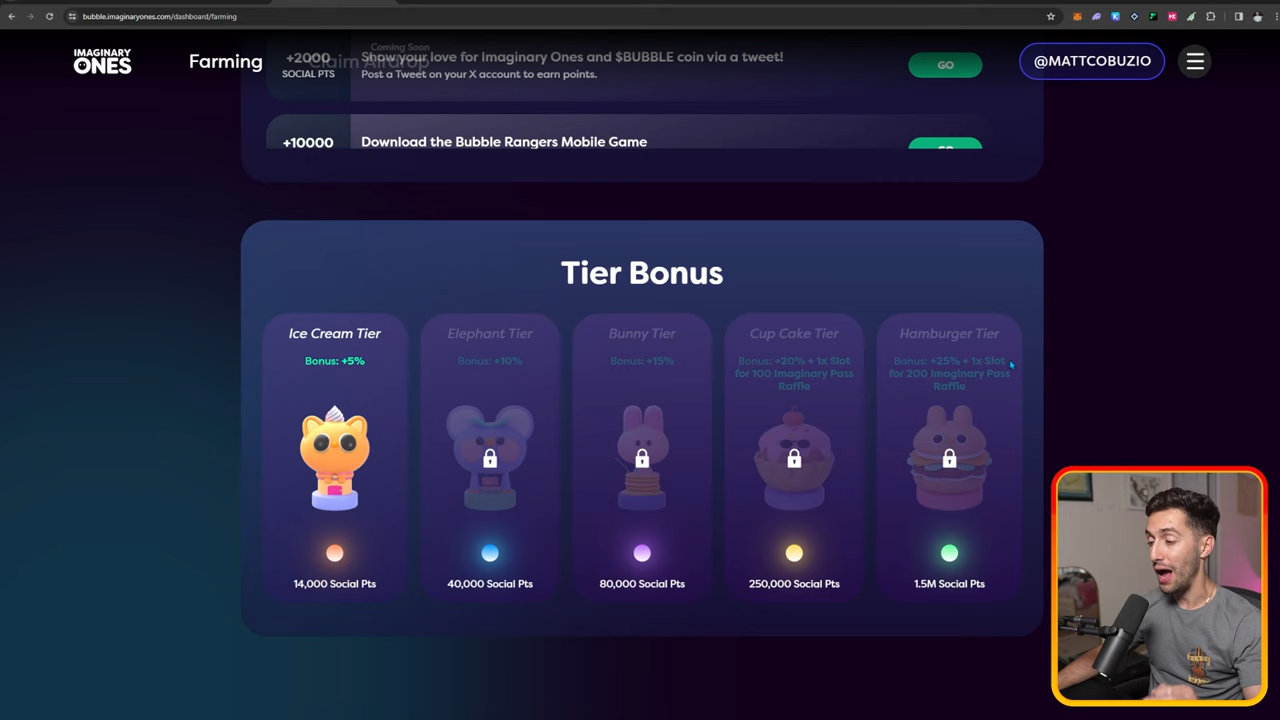 bubble.imaginaryones.com/dashboard/farming
IMAGINARY
ONES
Farming
Coming Soon
Claim Airdrop
@MATTCOBUZIO
+2000
SOCIAL PTS
Show your love for Imaginary Ones and $BUBBLE coin via a tweet!
Post a Tweet on your X account to earn points.
GO
+10000
Download the Bubble Rangers Mobile Game
GO
Tier Bonus
Ice Cream Tier
Bonus: +5%
14,000 Social Pts
Elephant Tier
Bonus: +10%
40,000 Social Pts
Bunny Tier
Bonus: +15%
80,000 Social Pts
Cup Cake Tier
Bonus: +20% + 1x Slot
for 100 Imaginary Pass
Raffle
250,000 Social Pts
Hamburger Tier
Bonus: +25% + 1x Slot
for 200 Imaginary Pass
Raffle
1.5M Social Pts